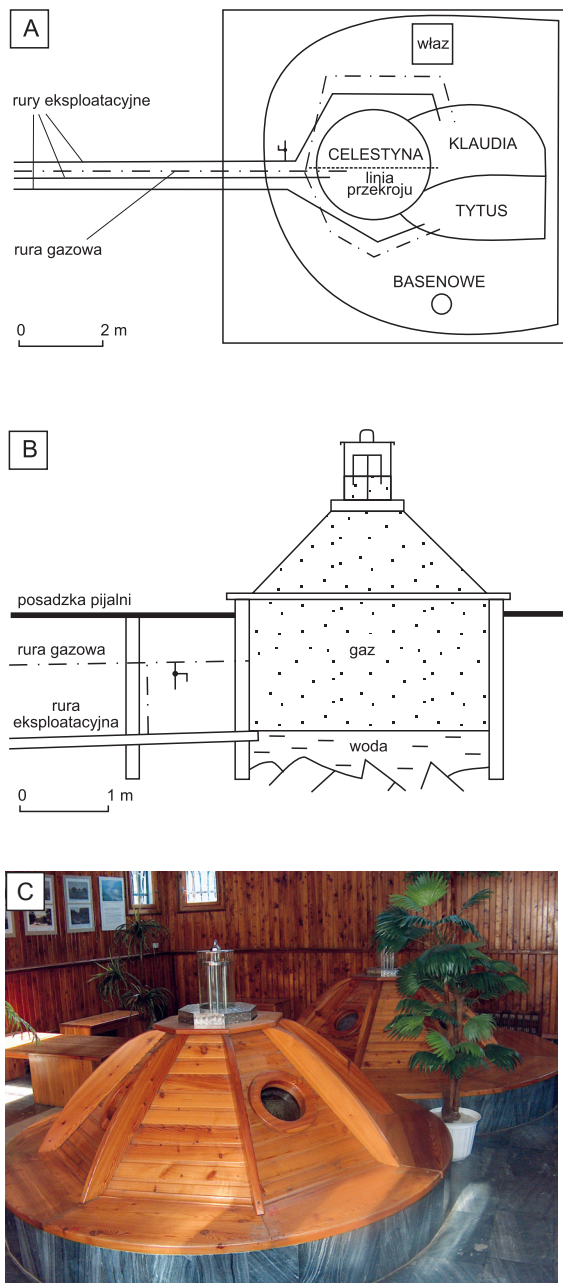 A
właz
rury eksploatacyjne
KLAUDIA
CELESTYNA
linia
przekroju
TYTUS
rura gazowa
BASENOWE
0 2 m
B
posadzka pijalni
rura gazowa
gaz
rura
eksploatacyjna
woda
0 1 m
C